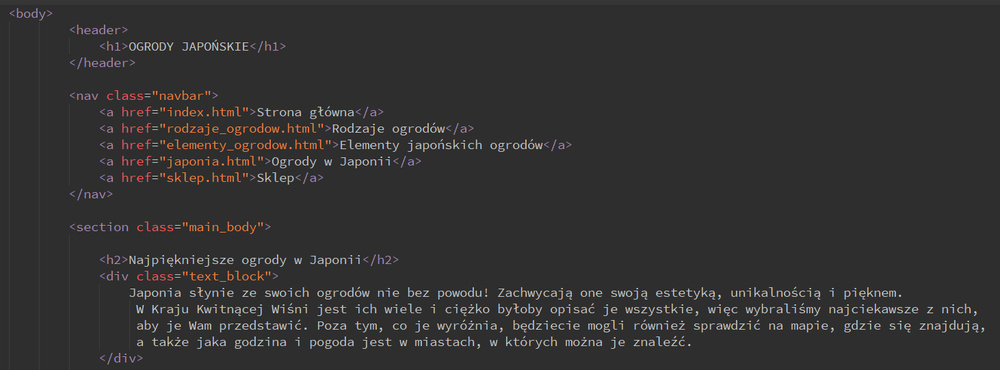 <body>
<header>
<h1>OGRODY JAPOŃSKIE</h1>
</header>
<nav class="navbar">
<a href="index.html">Strona główna</a>
<a href="rodzaje_ogrodow.html">Rodzaje ogrodów</a>
<a href="elementy_ogrodow.html">Elementy japońskich ogrodów</a>
<a href="japonia.html">Ogrody w Japonii</a>
<a href="sklep.html">Sklep</a>
</nav>
<section class="main_body">
<h2>Najpiękniejsze ogrody w Japonii</h2>
<div class="text_block">
Japonia słynie ze swoich ogrodów nie bez powodu! Zachwycają one swoją estetyką, unikalnością i pięknem.
W Kraju Kwitnącej Wiśni jest ich wiele i ciężko byłoby opisać je wszystkie, więc wybraliśmy najciekawsze z nich,
aby je Wam przedstawić. Poza tym, co je wyróżnia, będziecie mogli również sprawdzić na mapie, gdzie się znajdują,
a także jaka godzina i pogoda jest w miastach, w których można je znaleźć.
</div>